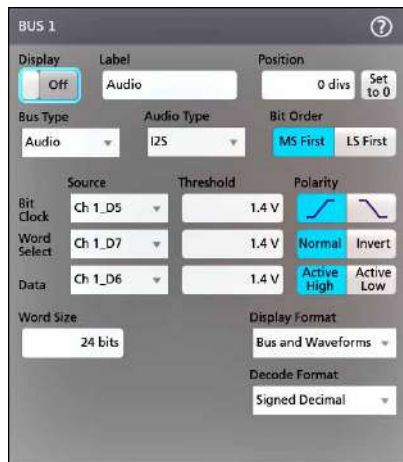 BUS 1 ?
Display Label Position
Off Audio 0 divs Set to 0
Bus Type Audio Type Bit Order
Audio I2S MS First LS First
Source Threshold Polarity
Bit Clock Ch 1_D5 1.4 V
Word Select Ch 1_D7 1.4 V Normal Invert
Data Ch 1_D6 1.4 V Active High Active Low
Word Size Display Format
24 bits Bus and Waveforms
Decode Format
Signed Decimal